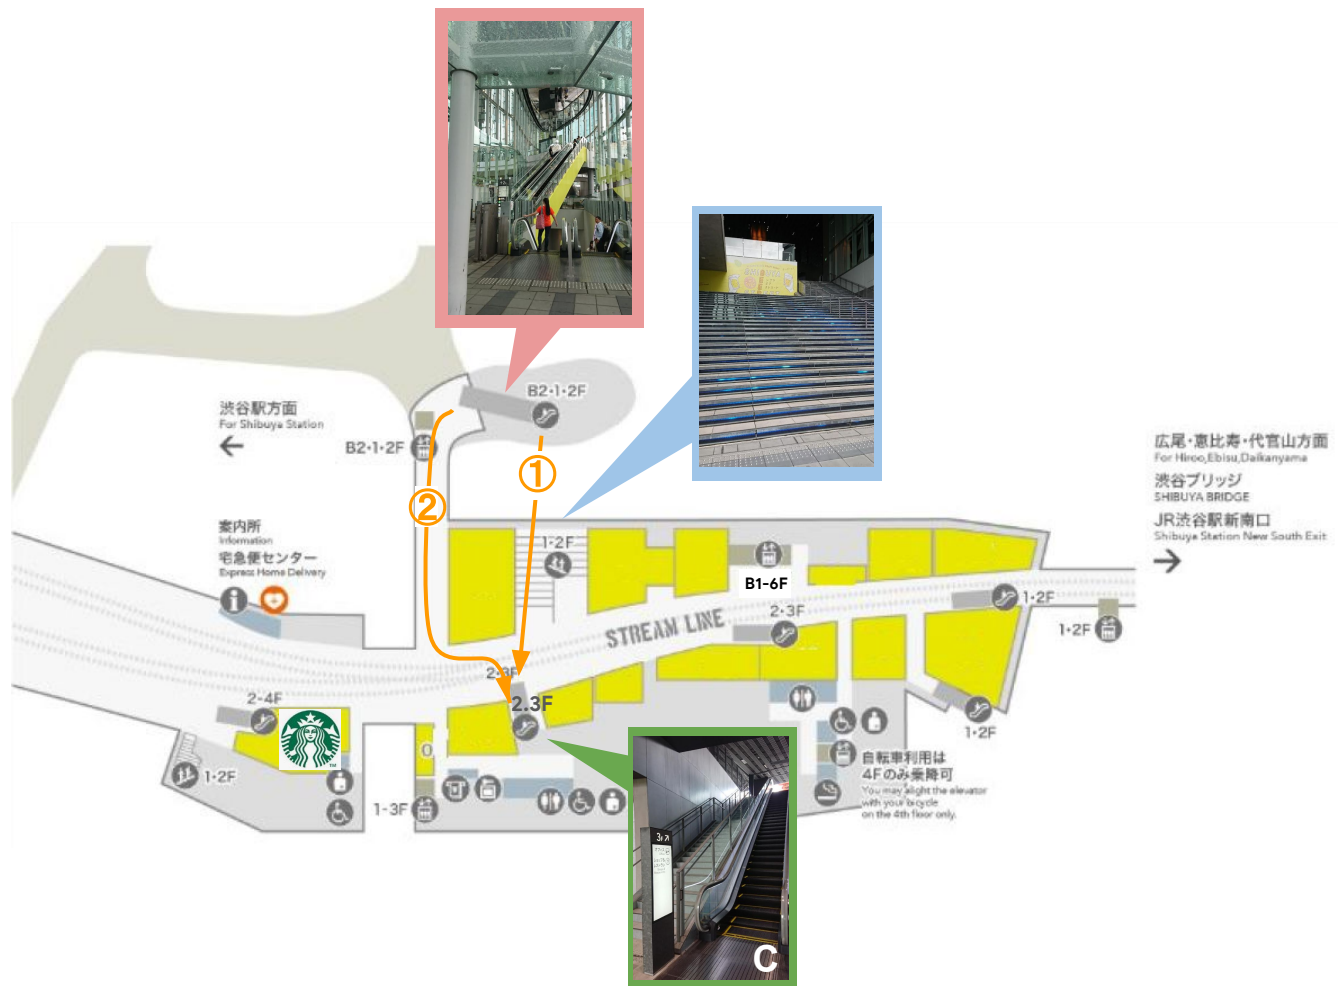 B2・1・2F
渋谷駅方面
For Shibuya Station
B2・1・2F
①
②
広尾・恵比寿・代官山方面
For Hiroo,Ebisu,Daikanyama
渋谷ブリッジ
SHIBUYA BRIDGE
JR渋谷駅新南口
Shibuya Station New South Exit
案内所
Information
宅急便センター
Express Home Delivery
1・2F
B1-6F
2・3F
STREAM LINE
1・2F
1・2F
2・3F
2.3F
2-4F
1・2F
1・2F
1-3F
自転車利用は
4Fのみ乗降可
You may alight the elevator
with your bicycle
on the 4th floor only.
3F
C